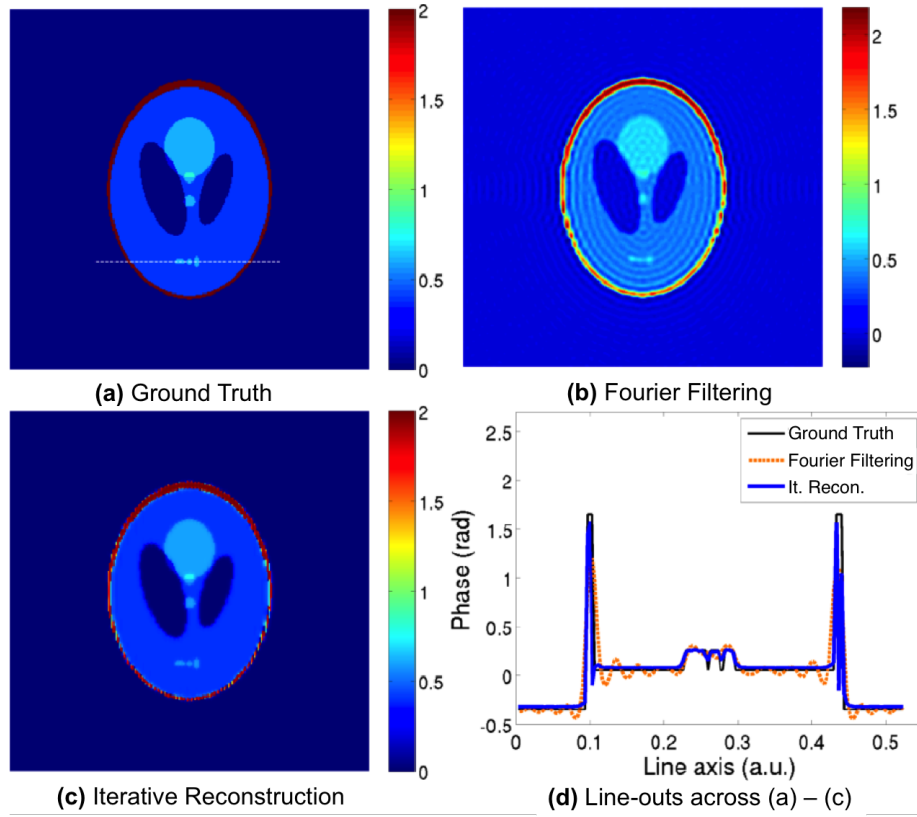 2
1.5
1
0.5
0
(a) Ground Truth
2
1.5
1
0.5
0
(b) Fourier Filtering
2
1.5
1
0.5
0
(c) Iterative Reconstruction
2.5
2
1.5
1
0.5
0
-0.5
Phase (rad)
Ground Truth
Fourier Filtering
It. Recon.
0 0.1 0.2 0.3 0.4 0.5
Line axis (a.u.)
(d) Line-outs across (a) – (c)